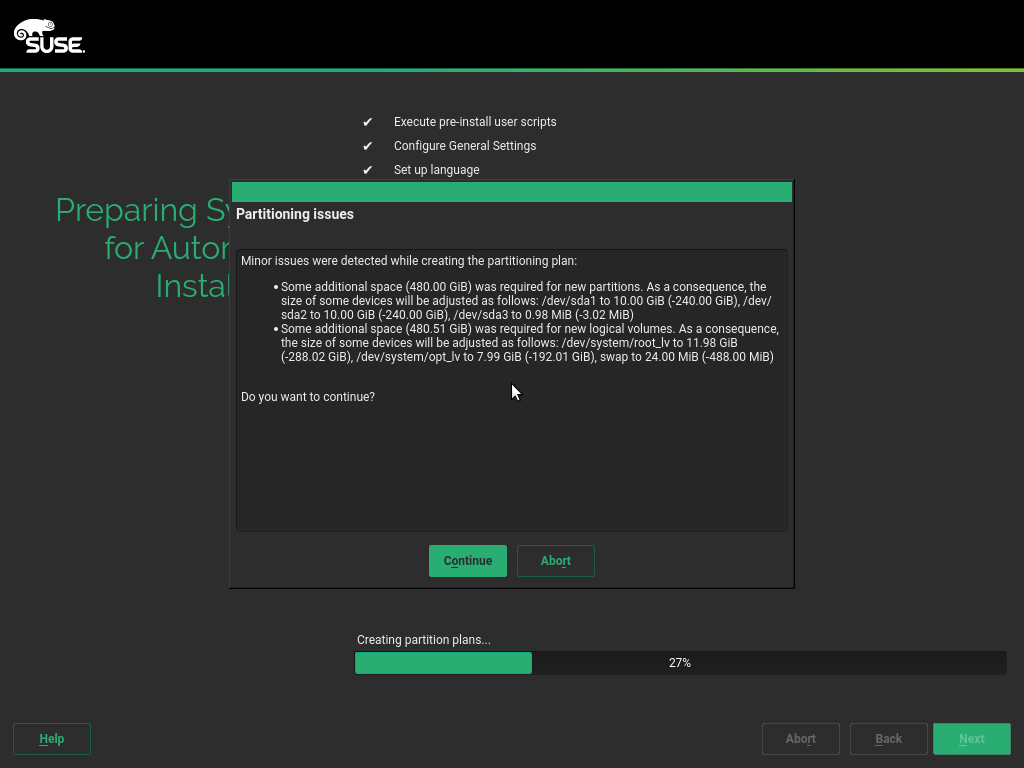 SUSE.
✔ Execute pre-install user scripts
✔ Configure General Settings
✔ Set up language
Preparing Sy
for Autor
Instal
Partitioning issues
Minor issues were detected while creating the partitioning plan:
• Some additional space (480.00 GiB) was required for new partitions. As a consequence, the
size of some devices will be adjusted as follows: /dev/sda1 to 10.00 GiB (-240.00 GiB), /dev/
sda2 to 10.00 GiB (-240.00 GiB), /dev/sda3 to 0.98 MiB (-3.02 MiB)
• Some additional space (480.51 GiB) was required for new logical volumes. As a consequence,
the size of some devices will be adjusted as follows: /dev/system/root_lv to 11.98 GiB
(-288.02 GiB), /dev/system/opt_lv to 7.99 GiB (-192.01 GiB), swap to 24.00 MiB (-488.00 MiB)
Do you want to continue?
Continue
Abort
Creating partition plans...
27%
Help
Abort
Back
Next